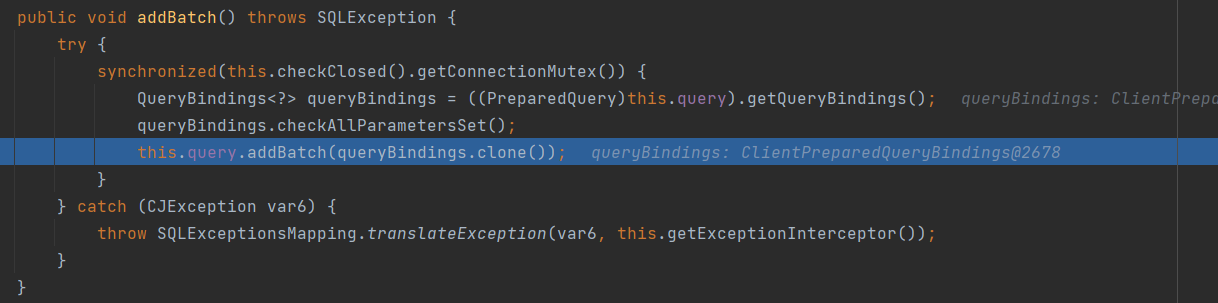 public void addBatch() throws SQLException {
    try {
        synchronized(this.checkClosed().getConnectionMutex()) {
            QueryBindings<?> queryBindings = ((PreparedQuery)this.query).getQueryBindings();   queryBindings: ClientPrepa
            queryBindings.checkAllParametersSet();
            this.query.addBatch(queryBindings.clone());   queryBindings: ClientPreparedQueryBindings@2678
        }
    } catch (CJException var6) {
        throw SQLExceptionsMapping.translateException(var6, this.getExceptionInterceptor());
    }
}